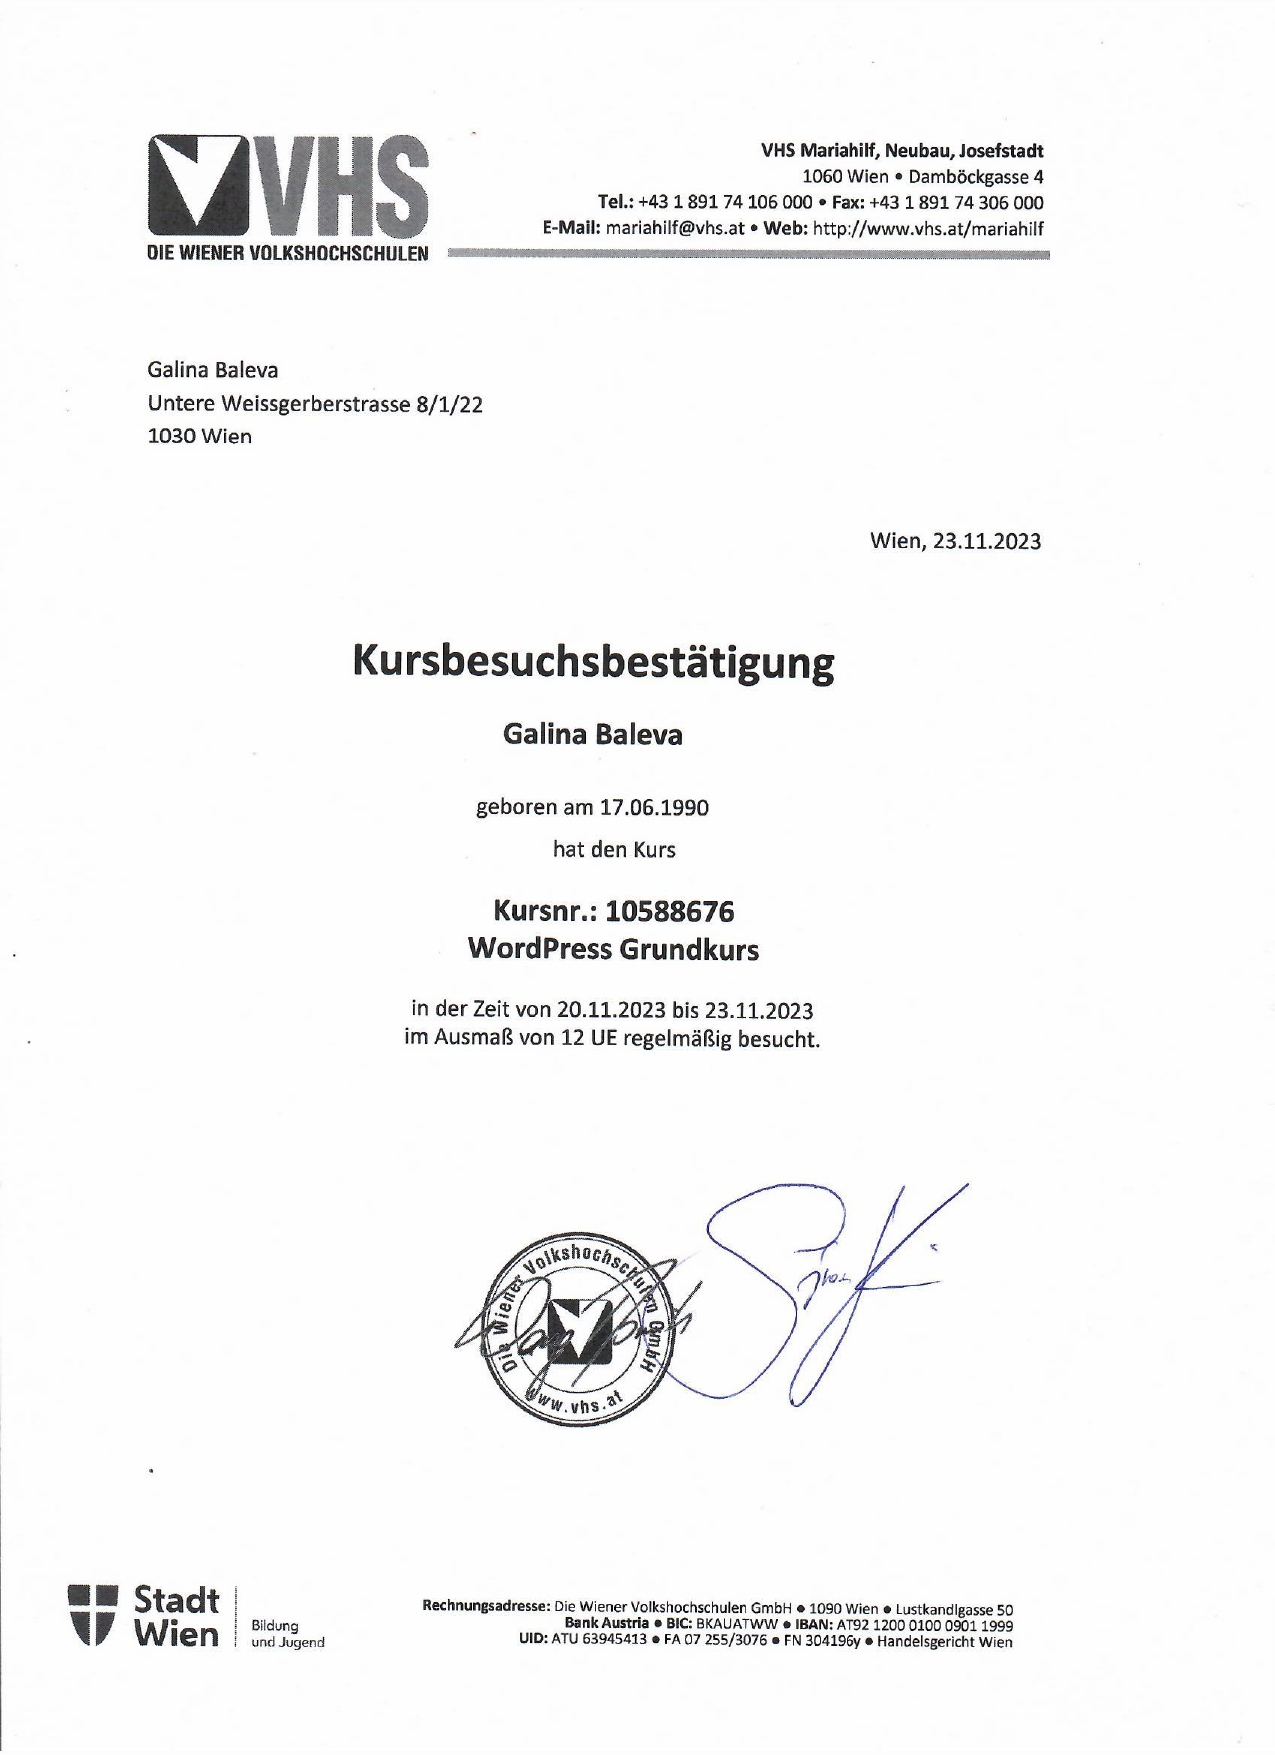 VHS
DIE WIENER VOLKSHOCHSCHULEN
VHS Mariahilf, Neubau, Josefstadt
1060 Wien • Damböckgasse 4
Tel.: +43 1 891 74 106 000 • Fax: +43 1 891 74 306 000
E-Mail: mariahilf@vhs.at • Web: http://www.vhs.at/mariahilf
Galina Baleva
Untere Weissgerberstrasse 8/1/22
1030 Wien
Wien, 23.11.2023
Kursbesuchsbestätigung
Galina Baleva
geboren am 17.06.1990
hat den Kurs
Kursnr.: 10588676
WordPress Grundkurs
in der Zeit von 20.11.2023 bis 23.11.2023
im Ausmaß von 12 UE regelmäßig besucht.
Die Wiener Volkshochschulen GmbH
www.vhs.at
Stadt
Wien
Bildung
und Jugend
Rechnungsadresse: Die Wiener Volkshochschulen GmbH • 1090 Wien • Lustkandlgasse 50
Bank Austria • BIC: BKAUATWW • IBAN: AT92 1200 0100 0901 1999
UID: ATU 63945413 • FA 07 255/3076 • FN 304196y • Handelsgericht Wien